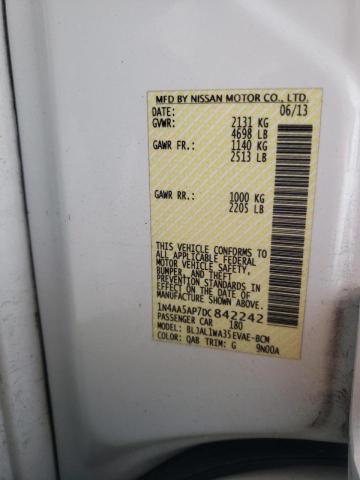 MFD BY NISSAN MOTOR CO., LTD.
DATE: 06/13
GVWR: 2131 KG
4698 LB
GAWR FR.: 1140 KG
2513 LB
GAWR RR.: 1000 KG
2205 LB
THIS VEHICLE CONFORMS TO
ALL APPLICABLE FEDERAL
MOTOR VEHICLE SAFETY,
BUMPER, AND THEFT
PREVENTION STANDARDS
IN EFFECT ON THE DATE OF
MANUFACTURE SHOWN ABOVE.
1N4AA5AP7DC842242
PASSENGER CAR 180
MODEL: BLJALLWA35EVAE-BCW
COLOR: QAB TRIM: G 9N00A